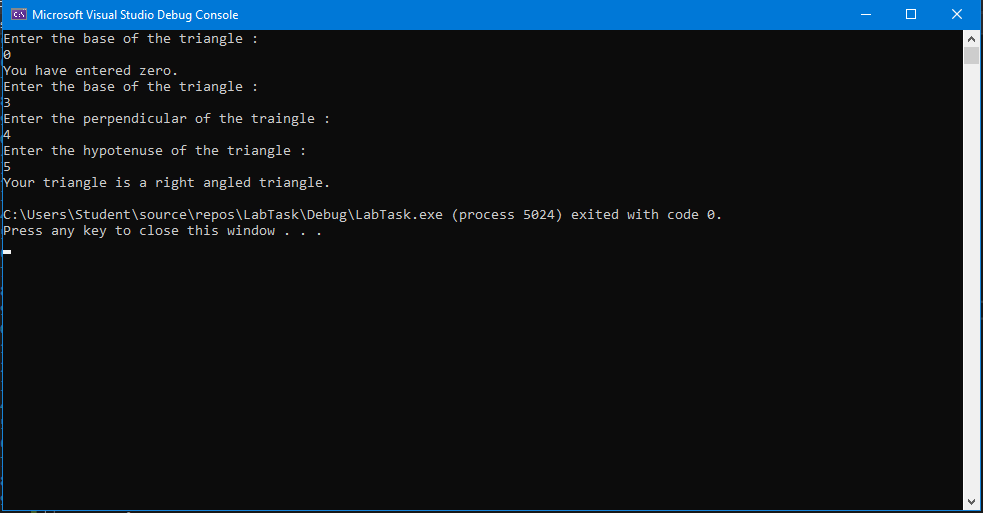 Microsoft Visual Studio Debug Console
Enter the base of the triangle :
0
You have entered zero.
Enter the base of the triangle :
3
Enter the perpendicular of the traingle :
4
Enter the hypotenuse of the triangle :
5
Your triangle is a right angled triangle.
C:\Users\Student\source\repos\LabTask\Debug\LabTask.exe (process 5024) exited with code 0.
Press any key to close this window . . .